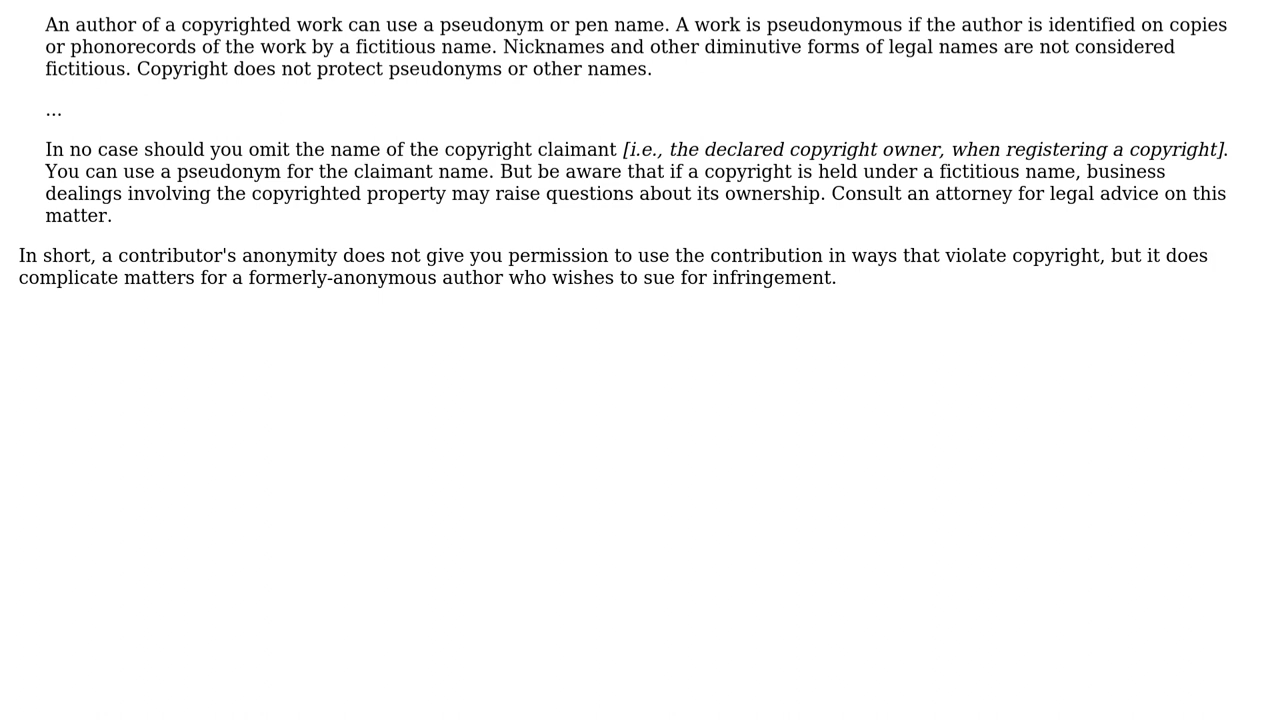 An author of a copyrighted work can use a pseudonym or pen name. A work is pseudonymous if the author is identified on copies
or phonorecords of the work by a fictitious name. Nicknames and other diminutive forms of legal names are not considered
fictitious. Copyright does not protect pseudonyms or other names.
...
In no case should you omit the name of the copyright claimant [i.e., the declared copyright owner, when registering a copyright].
You can use a pseudonym for the claimant name. But be aware that if a copyright is held under a fictitious name, business
dealings involving the copyrighted property may raise questions about its ownership. Consult an attorney for legal advice on this
matter.
In short, a contributor's anonymity does not give you permission to use the contribution in ways that violate copyright, but it does
complicate matters for a formerly-anonymous author who wishes to sue for infringement.